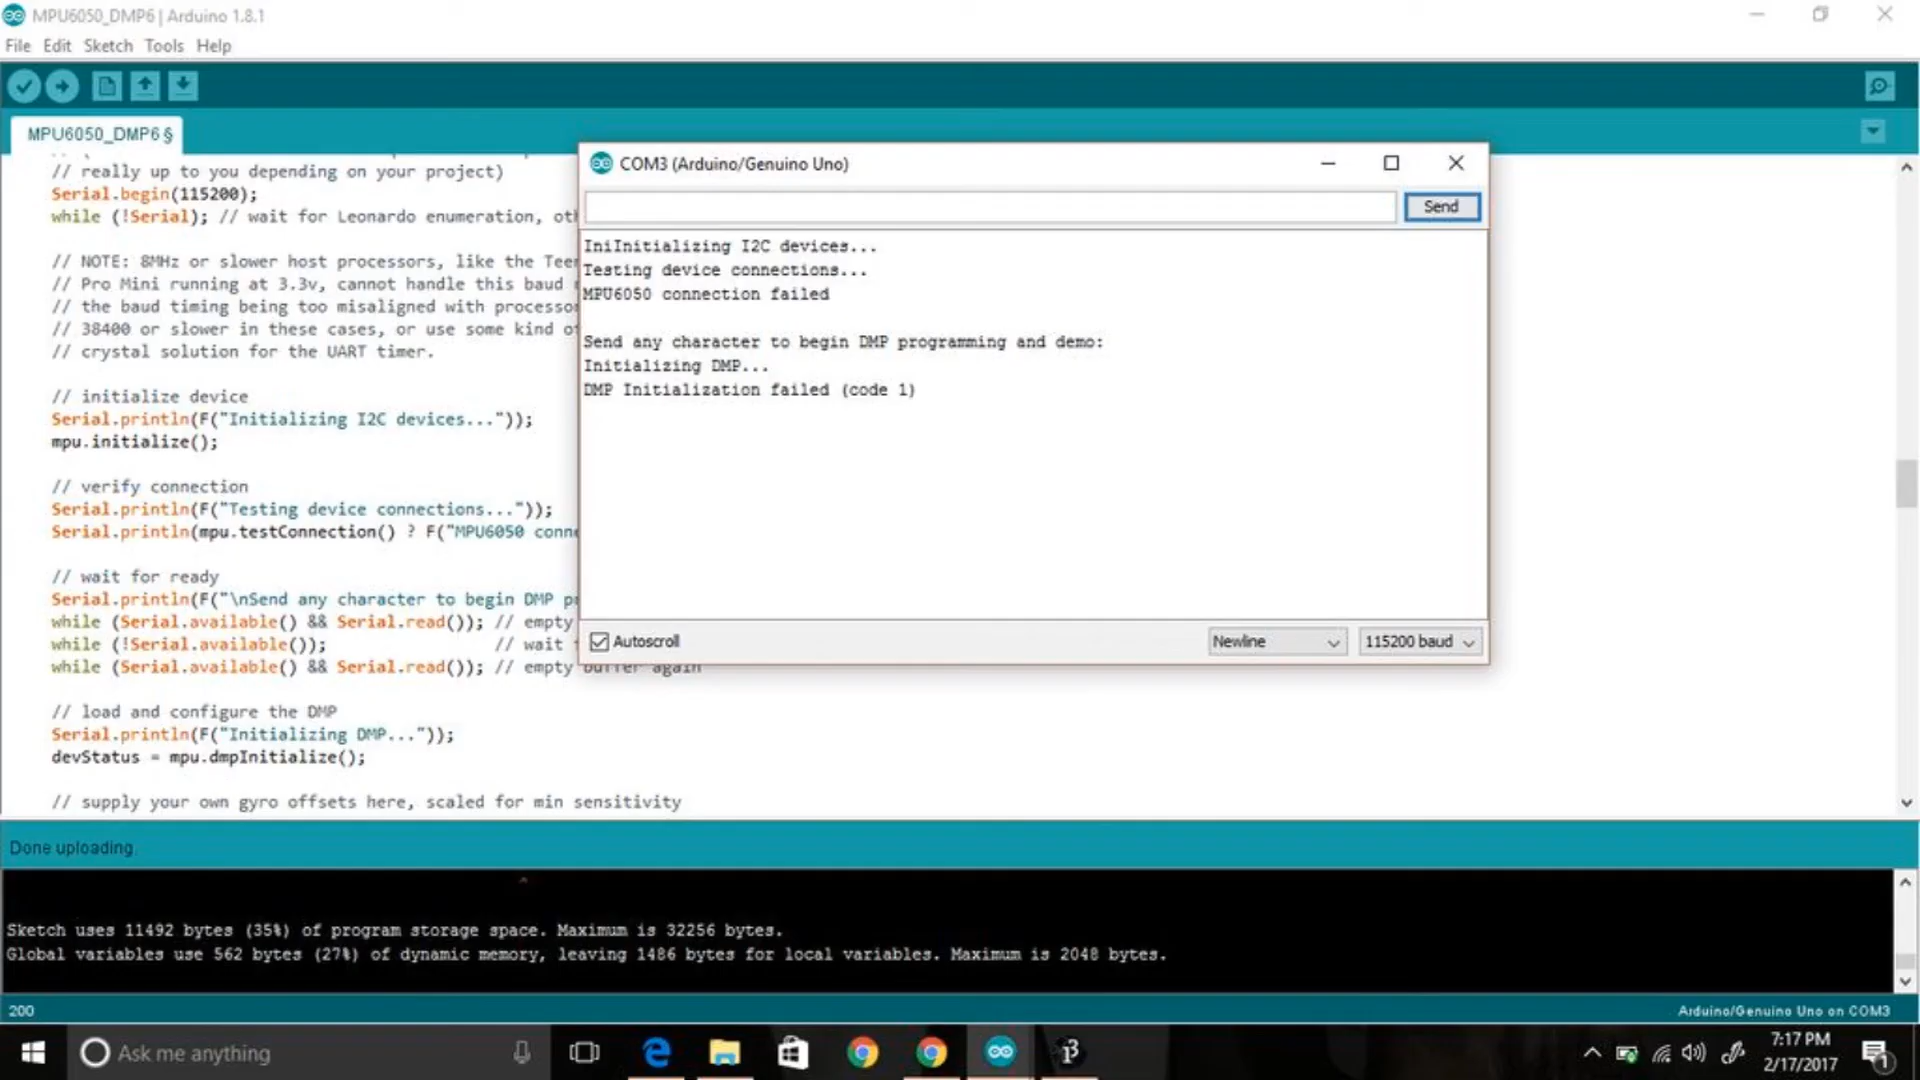 MPU6050_DMP6 | Arduino 1.8.1
File Edit Sketch Tools Help
MPU6050_DMP6 §
// really up to you depending on your project)
Serial.begin(115200);
while (!Serial); // wait for Leonardo enumeration, oth
// NOTE: 8MHz or slower host processors, like the Tee
// Pro Mini running at 3.3v, cannot handle this baud
// the baud timing being too misaligned with processo
// 38400 or slower in these cases, or use some kind o
// crystal solution for the UART timer.
// initialize device
Serial.println(F("Initializing I2C devices..."));
mpu.initialize();
// verify connection
Serial.println(F("Testing device connections..."));
Serial.println(mpu.testConnection() ? F("MPU6050 conn
// wait for ready
Serial.println(F("\nSend any character to begin DMP p
while (Serial.available() && Serial.read()); // empty
while (!Serial.available()); // wait
while (Serial.available() && Serial.read()); // empty buffer again
// load and configure the DMP
Serial.println(F("Initializing DMP..."));
devStatus = mpu.dmpInitialize();
// supply your own gyro offsets here, scaled for min sensitivity
COM3 (Arduino/Genuino Uno)
Send
IniInitializing I2C devices...
Testing device connections...
MPU6050 connection failed
Send any character to begin DMP programming and demo:
Initializing DMP...
DMP Initialization failed (code 1)
Autoscroll
Newline
115200 baud
Done uploading.
Sketch uses 11492 bytes (35%) of program storage space. Maximum is 32256 bytes.
Global variables use 562 bytes (27%) of dynamic memory, leaving 1486 bytes for local variables. Maximum is 2048 bytes.
200
Arduino/Genuino Uno on COM3
Ask me anything
7:17 PM
2/17/2017
1